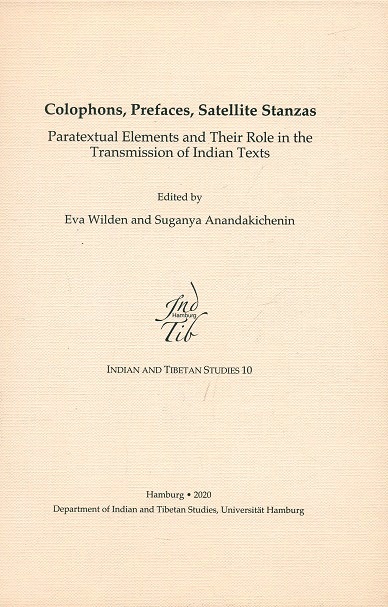 Colophons, Prefaces, Satellite Stanzas
Paratextual Elements and Their Role in the
Transmission of Indian Texts
Edited by
Eva Wilden and Suganya Anandakichenin
Ind
Hamburg
Tib
INDIAN AND TIBETAN STUDIES 10
Hamburg • 2020
Department of Indian and Tibetan Studies, Universität Hamburg